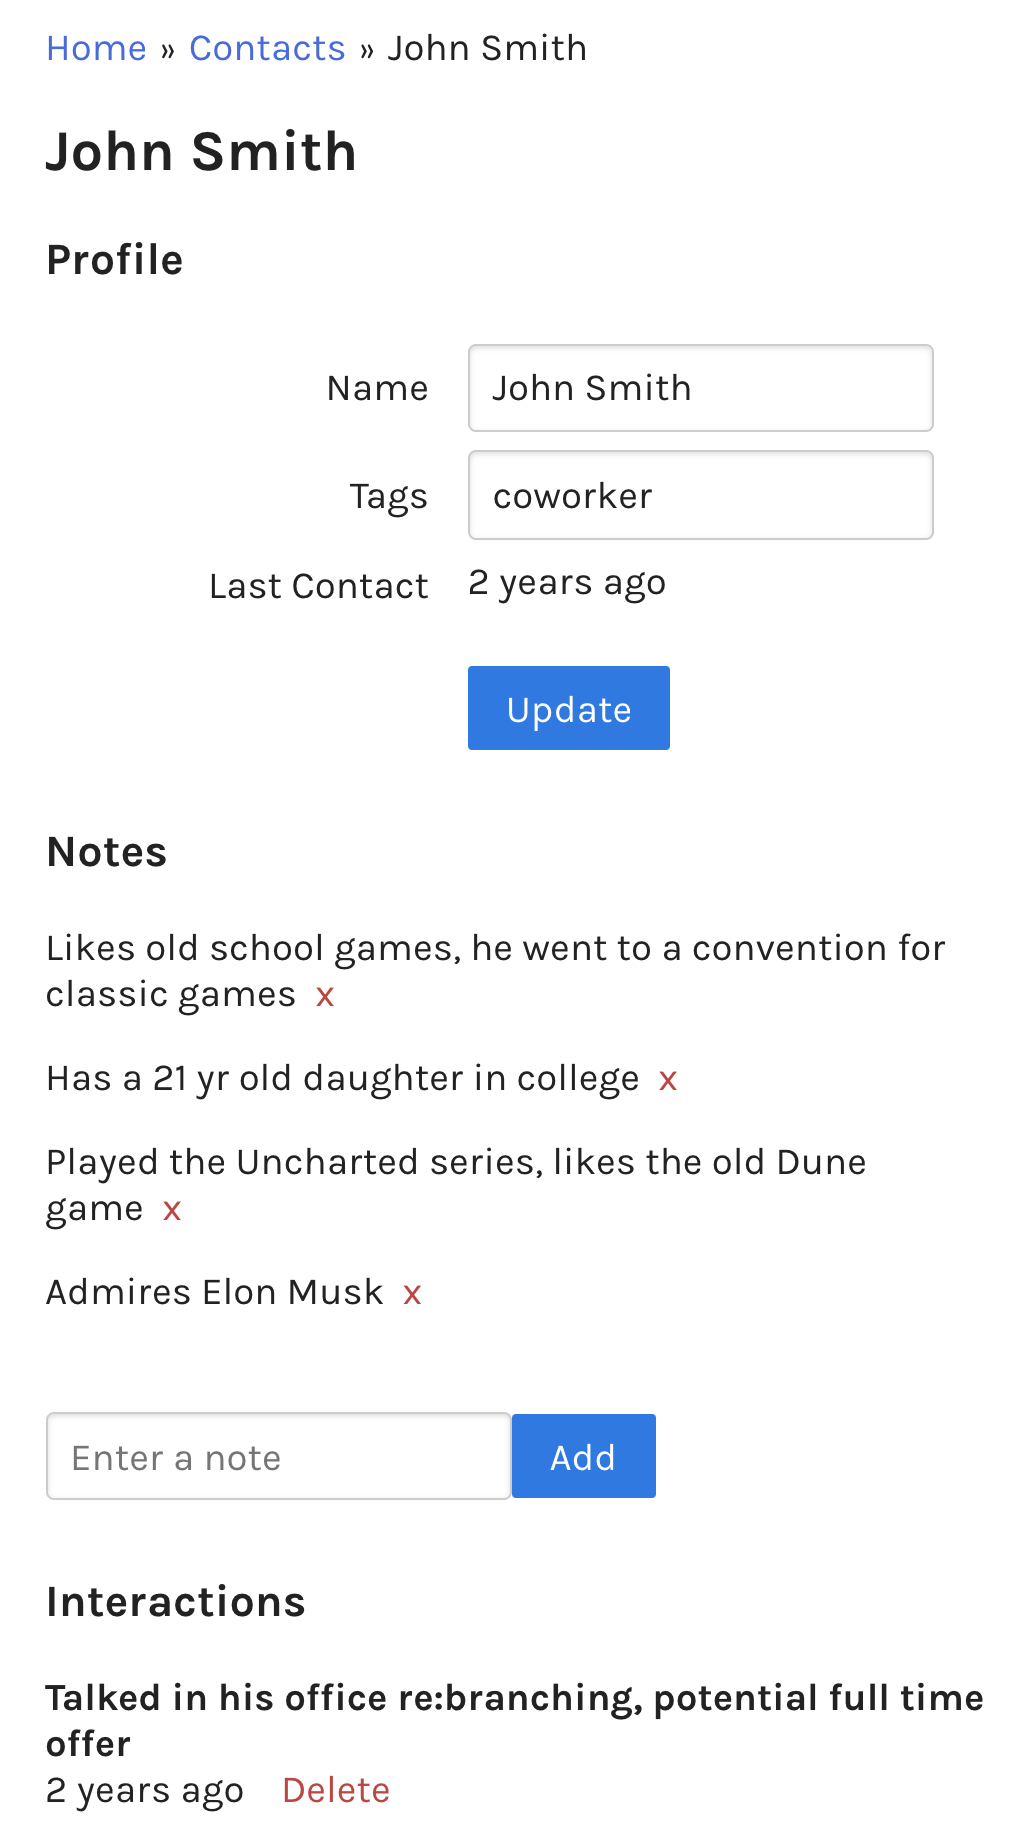 Home » Contacts » John Smith
John Smith
Profile
Name John Smith
Tags coworker
Last Contact 2 years ago
Update
Notes
Likes old school games, he went to a convention for
classic games x
Has a 21 yr old daughter in college x
Played the Uncharted series, likes the old Dune
game x
Admires Elon Musk x
Enter a note Add
Interactions
Talked in his office re:branching, potential full time
offer
2 years ago Delete